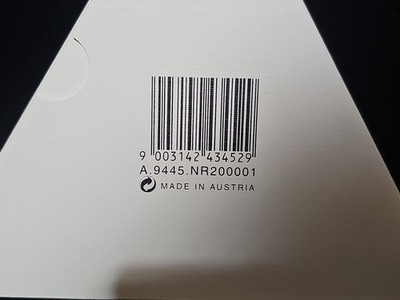 9 003142 434529
A.9445.NR200001
MADE IN AUSTRIA